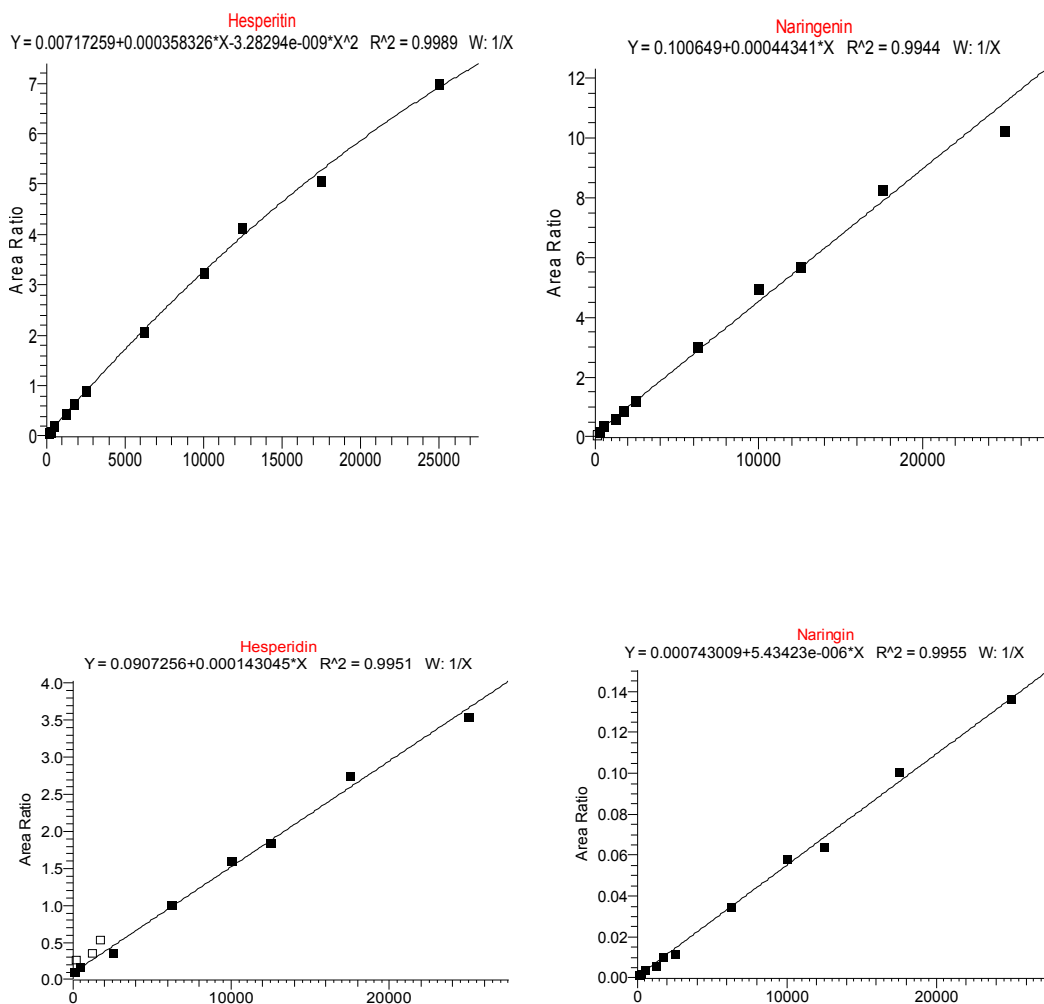 Hesperitin
Y = 0.00717259+0.000358326*X-3.28294e-009*X^2 R^2 = 0.9989 W: 1/X
7
6
5
4
3
2
1
0
Area Ratio
0 5000 10000 15000 20000 25000
Naringenin
Y = 0.100649+0.00044341*X R^2 = 0.9944 W: 1/X
12
10
8
6
4
2
0
Area Ratio
0 10000 20000
Hesperidin
Y = 0.0907256+0.000143045*X R^2 = 0.9951 W: 1/X
4.0
3.5
3.0
2.5
2.0
1.5
1.0
0.5
0.0
Area Ratio
0 10000 20000
Naringin
Y = 0.000743009+5.43423e-006*X R^2 = 0.9955 W: 1/X
0.14
0.12
0.10
0.08
0.06
0.04
0.02
0.00
Area Ratio
0 10000 20000